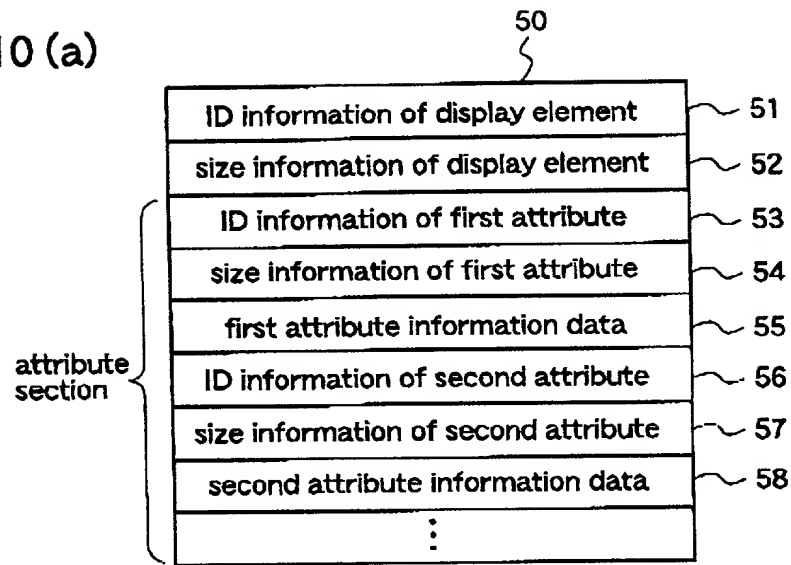 10 (a)
50
ID information of display element 51
size information of display element 52
ID information of first attribute 53
size information of first attribute 54
first attribute information data 55
attribute
section
ID information of second attribute 56
size information of second attribute 57
second attribute information data 58
⋮